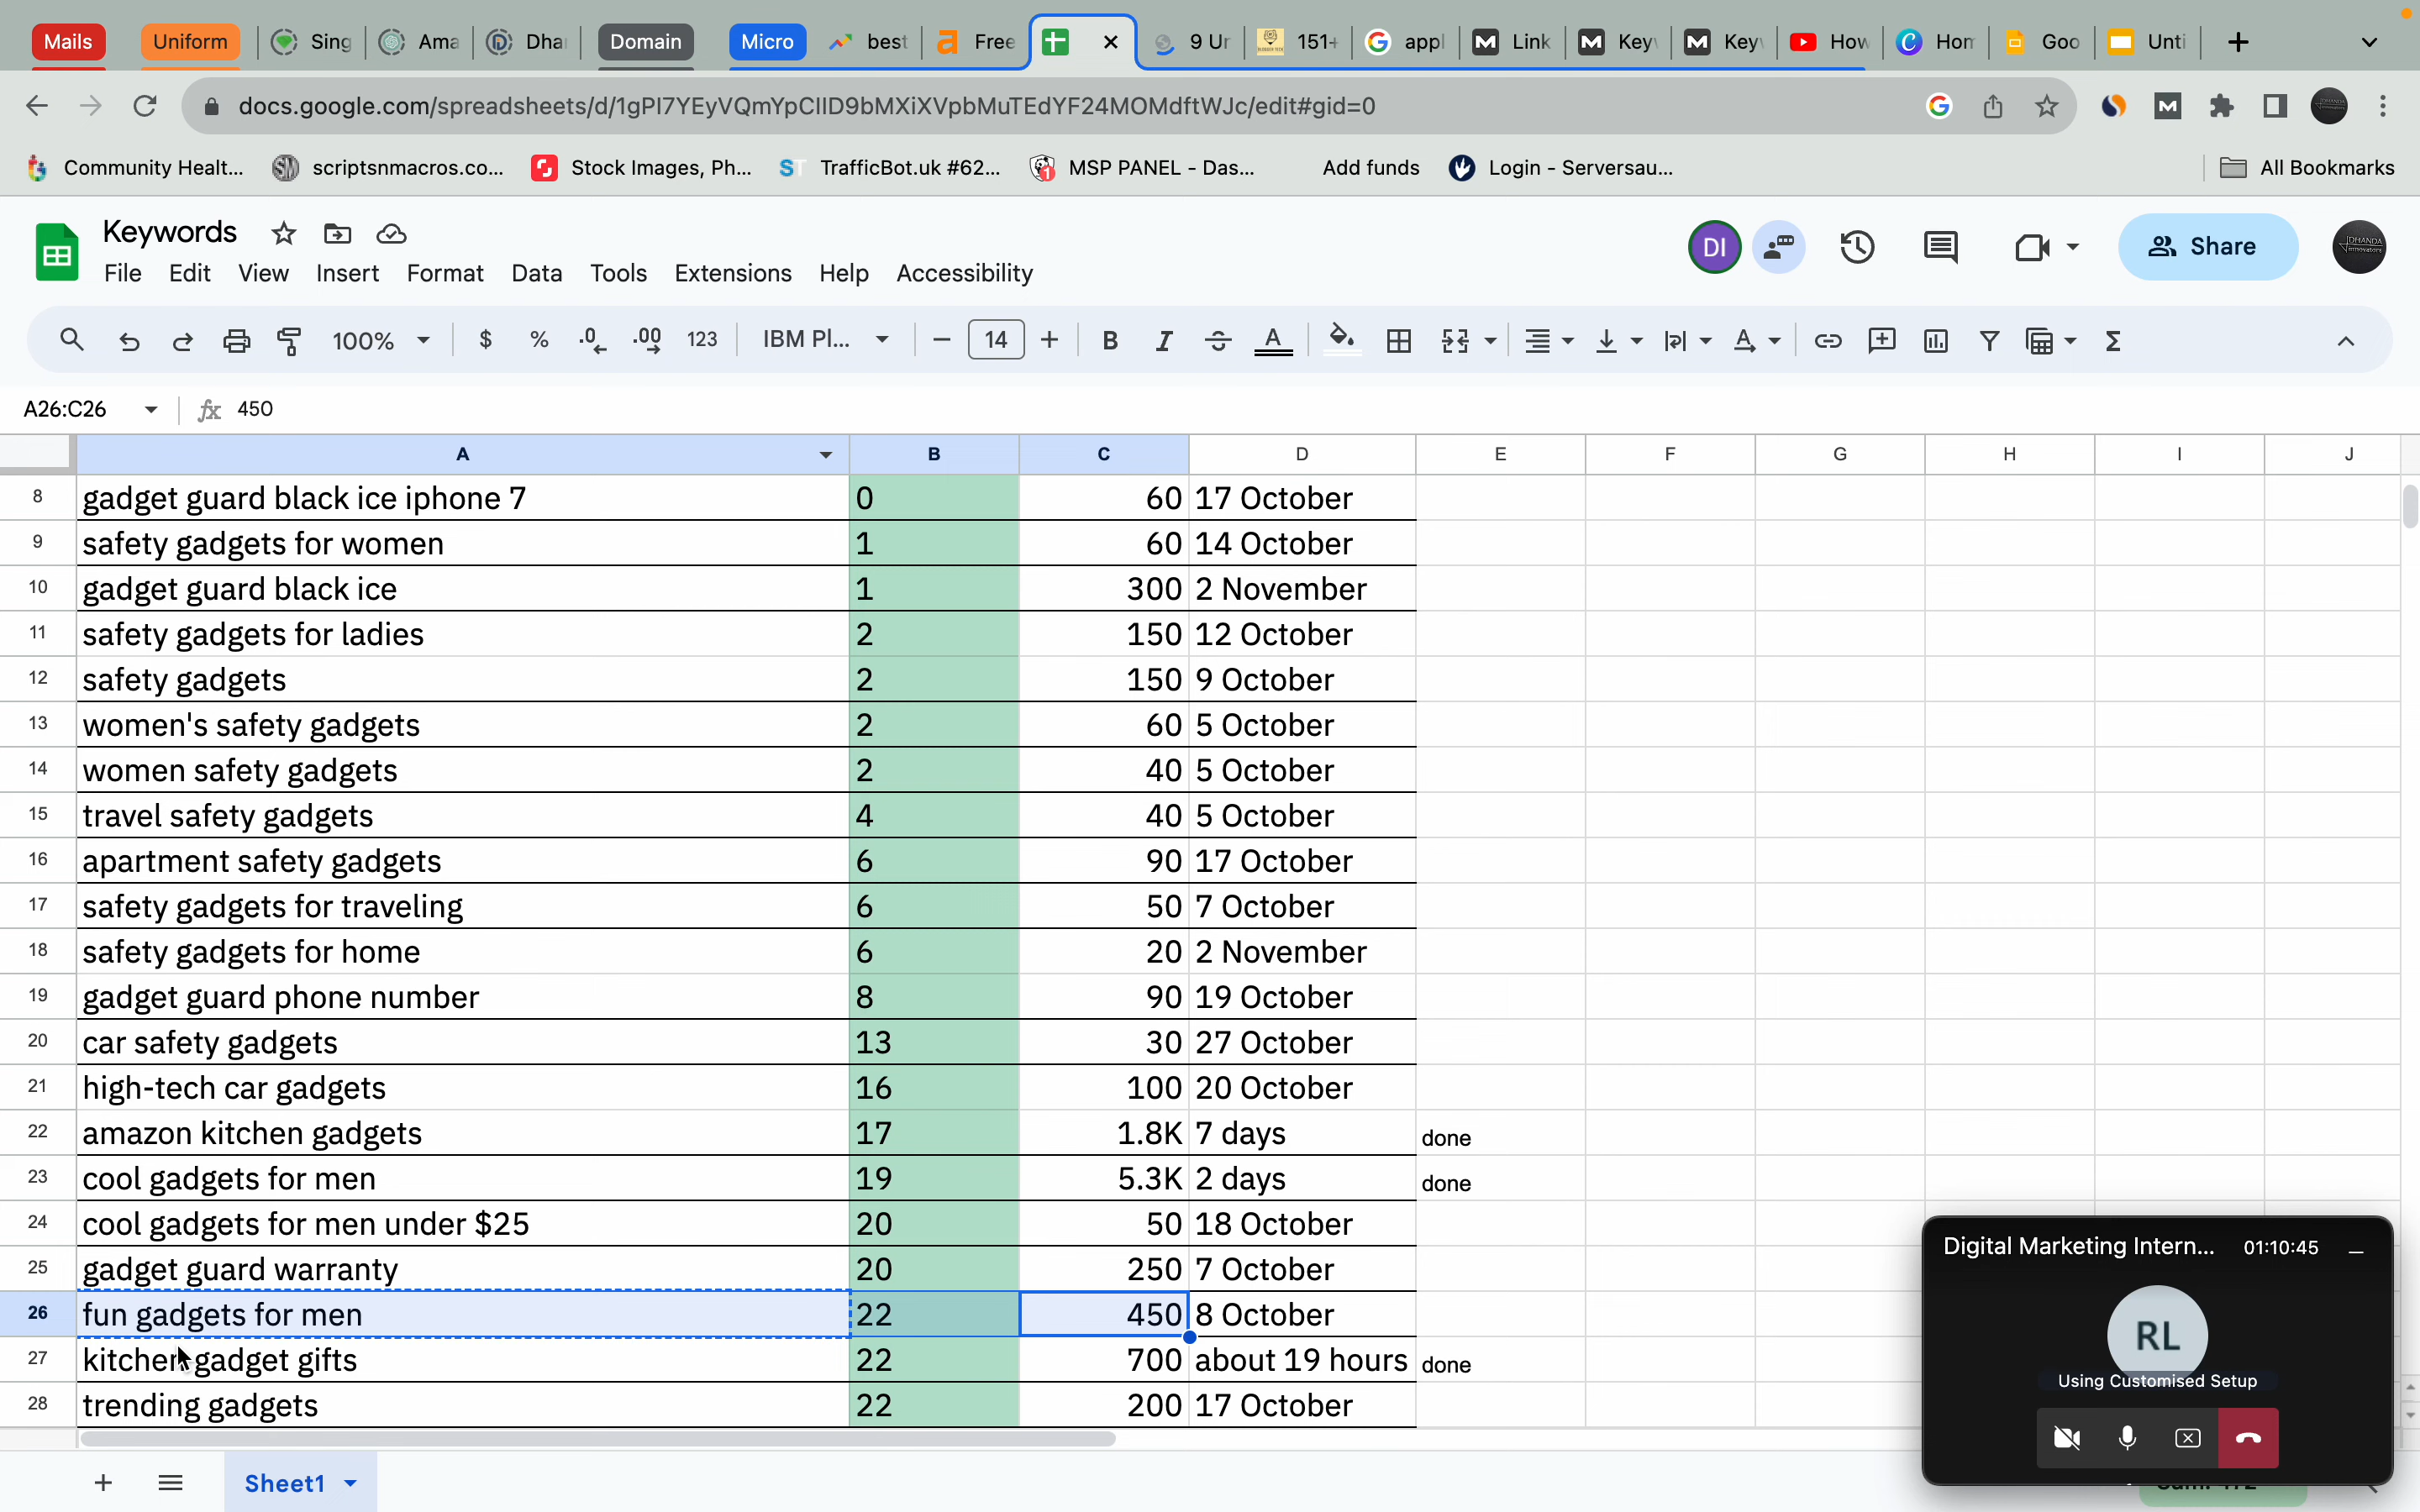 Mails Uniform Sing Ama Dha Domain Micro best Free 9 Ur 151+ appl Link Key Key How Hom Goo Unti
docs.google.com/spreadsheets/d/1gPI7YEyVQmYpCIID9bMXiXVpbMuTEdYF24MOMdftWJc/edit#gid=0
Community Healt... scriptsnmacros.co... Stock Images, Ph... TrafficBot.uk #62... MSP PANEL - Das... Add funds Login - Serversau... All Bookmarks
Keywords
DI
Share
File Edit View Insert Format Data Tools Extensions Help Accessibility
100% $ % .0 .00 123 IBM Pl... 14
A26:C26 fx 450
A B C D E F G H I J
8 gadget guard black ice iphone 7 0 60 17 October
9 safety gadgets for women 1 60 14 October
10 gadget guard black ice 1 300 2 November
11 safety gadgets for ladies 2 150 12 October
12 safety gadgets 2 150 9 October
13 women's safety gadgets 2 60 5 October
14 women safety gadgets 2 40 5 October
15 travel safety gadgets 4 40 5 October
16 apartment safety gadgets 6 90 17 October
17 safety gadgets for traveling 6 50 7 October
18 safety gadgets for home 6 20 2 November
19 gadget guard phone number 8 90 19 October
20 car safety gadgets 13 30 27 October
21 high-tech car gadgets 16 100 20 October
22 amazon kitchen gadgets 17 1.8K 7 days done
23 cool gadgets for men 19 5.3K 2 days done
24 cool gadgets for men under $25 20 50 18 October
25 gadget guard warranty 20 250 7 October
26 fun gadgets for men 22 450 8 October
27 kitchen gadget gifts 22 700 about 19 hours done
28 trending gadgets 22 200 17 October
Digital Marketing Intern... 01:10:45
RL
Using Customised Setup
Sheet1